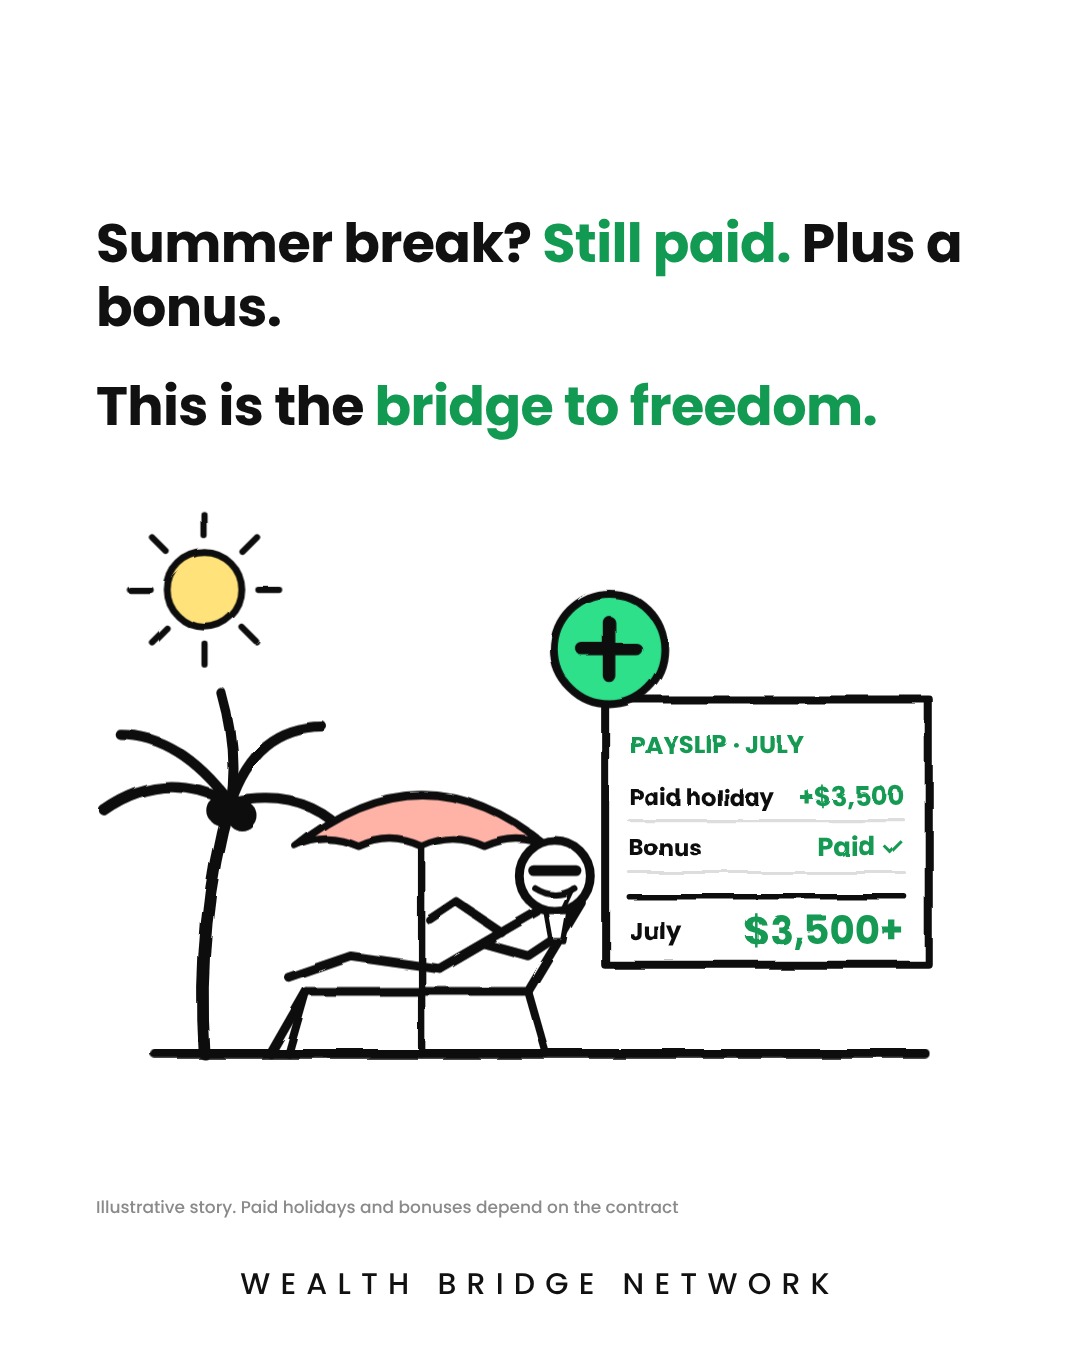 Summer break? Still paid. Plus a
bonus.
This is the bridge to freedom.
PAYSLIP · JULY
Paid holiday +$3,500
Bonus Paid ✓
July $3,500+
Illustrative story. Paid holidays and bonuses depend on the contract
WEALTH BRIDGE NETWORK